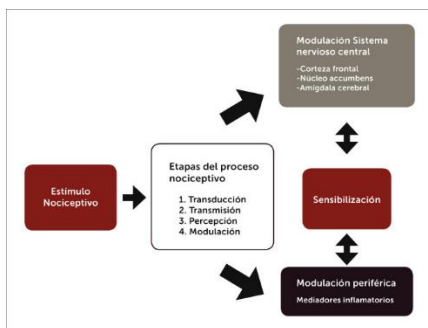 Modulación Sistema
nervioso central
-Corteza frontal
-Núcleo accumbens
-Amígdala cerebral
Estímulo
Nociceptivo
Etapas del proceso
nociceptivo
1. Transducción
2. Transmisión
3. Percepción
4. Modulación
Sensibilización
Modulación periférica
Mediadores inflamatorios